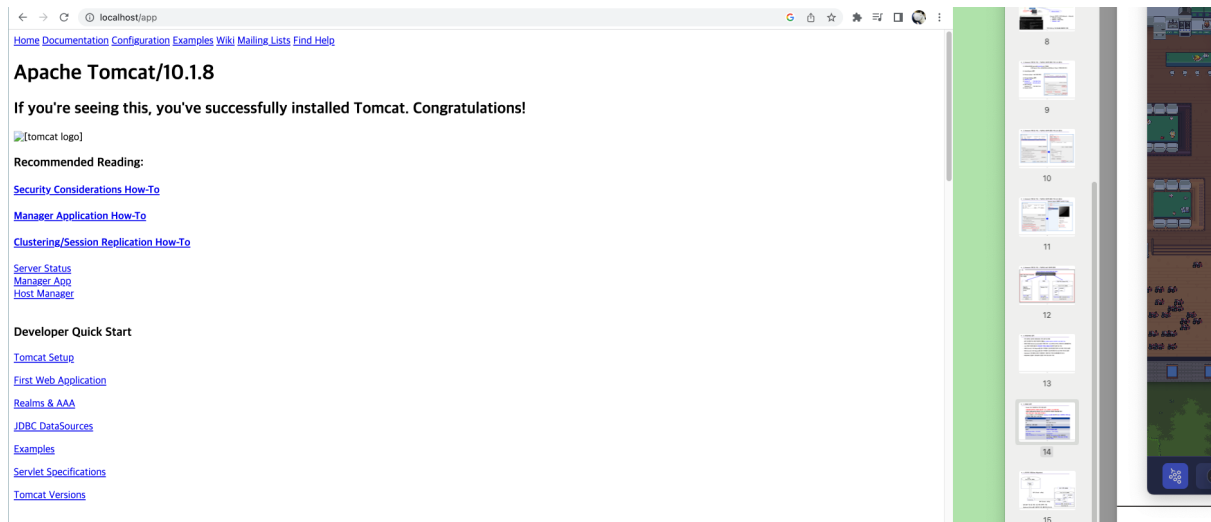 localhost/app
Home Documentation Configuration Examples Wiki Mailing Lists Find Help
Apache Tomcat/10.1.8
If you're seeing this, you've successfully installed Tomcat. Congratulations!
[tomcat logo]
Recommended Reading:
Security Considerations How-To
Manager Application How-To
Clustering/Session Replication How-To
Server Status
Manager App
Host Manager
Developer Quick Start
Tomcat Setup
First Web Application
Realms & AAA
JDBC DataSources
Examples
Servlet Specifications
Tomcat Versions
8
9
10
11
12
13
14
15